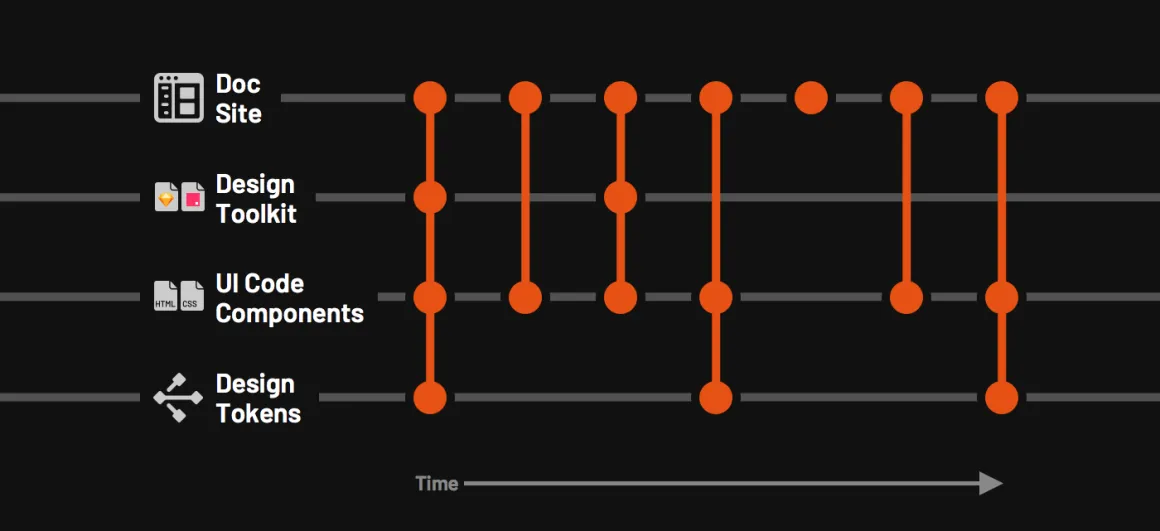 Doc
Site
Design
Toolkit
HTML CSS
UI Code
Components
Design
Tokens
Time